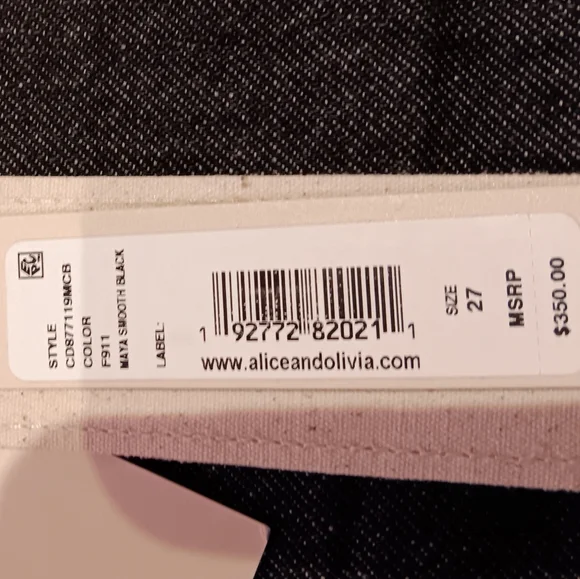 STYLE
CD877119MCB
COLOR
F911
MAYA SMOOTH BLACK
LABEL:
1 92772 82021 1
www.aliceandolivia.com
SIZE
27
MSRP
$350.00